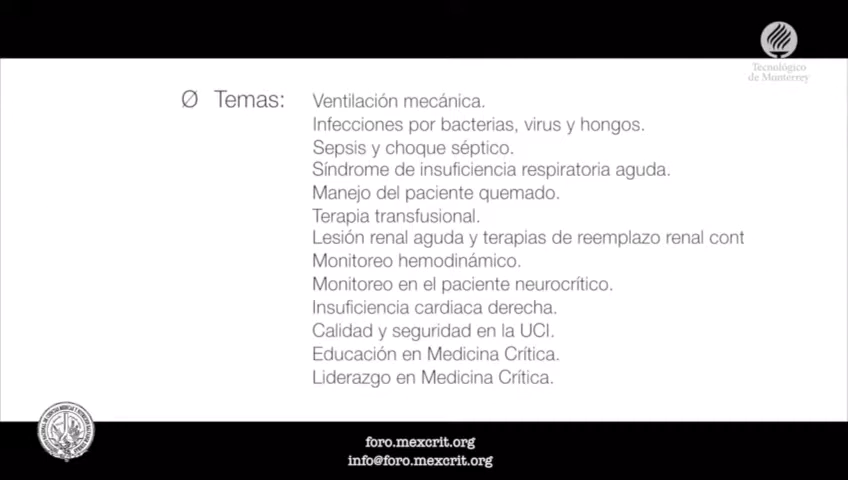 Tecnológico
de Monterrey
Ø Temas: Ventilación mecánica.
Infecciones por bacterias, virus y hongos.
Sepsis y choque séptico.
Síndrome de insuficiencia respiratoria aguda.
Manejo del paciente quemado.
Terapia transfusional.
Lesión renal aguda y terapias de reemplazo renal cont
Monitoreo hemodinámico.
Monitoreo en el paciente neurocrítico.
Insuficiencia cardiaca derecha.
Calidad y seguridad en la UCI.
Educación en Medicina Crítica.
Liderazgo en Medicina Crítica.
foro.mexcrit.org
info@foro.mexcrit.org